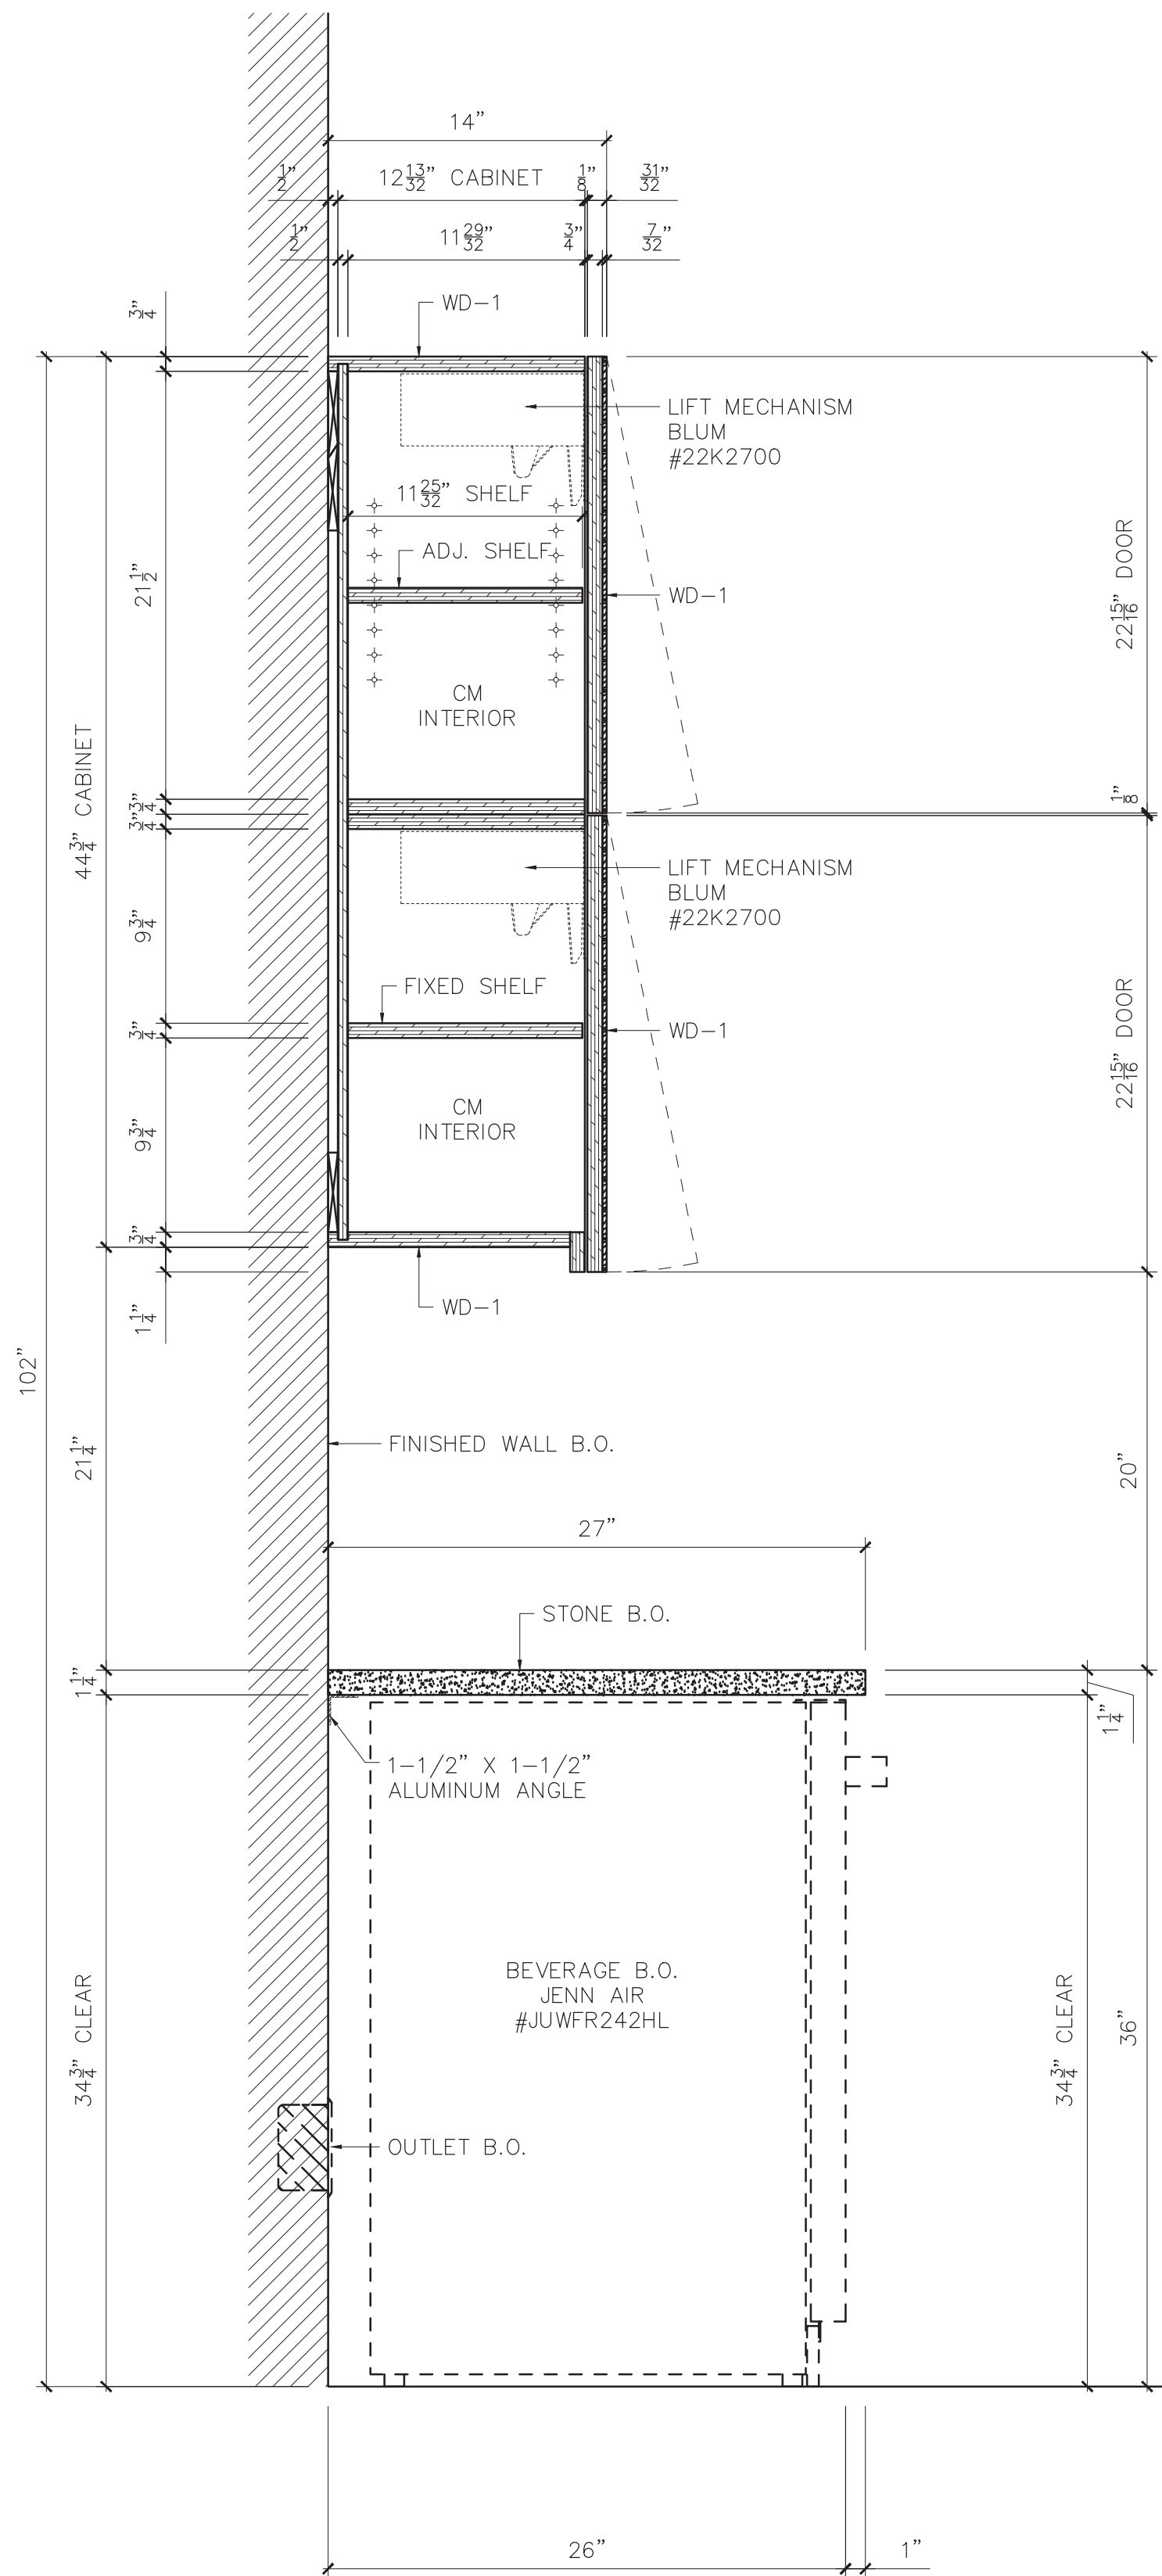 14”
1/2” 12 13/32” CABINET 1/8” 31/32”
1/2” 11 29/32” 3/4” 7/32”
3/4”
WD-1
LIFT MECHANISM
BLUM
#22K2700
11 25/32” SHELF
ADJ. SHELF
21 1/2”
22 15/16” DOOR
WD-1
CM
INTERIOR
44 3/4” CABINET
3/4”
3/4”
1/8”
LIFT MECHANISM
BLUM
#22K2700
9 3/4”
FIXED SHELF
3/4”
WD-1
22 15/16” DOOR
CM
INTERIOR
9 3/4”
3/4”
1 1/4”
WD-1
102”
FINISHED WALL B.O.
21 1/4”
20”
27”
STONE B.O.
1 1/4”
1 1/4”
1-1/2” X 1-1/2”
ALUMINUM ANGLE
BEVERAGE B.O.
JENN AIR
#JUWFR242HL
34 3/4” CLEAR
34 3/4” CLEAR
36”
OUTLET B.O.
26” 1”